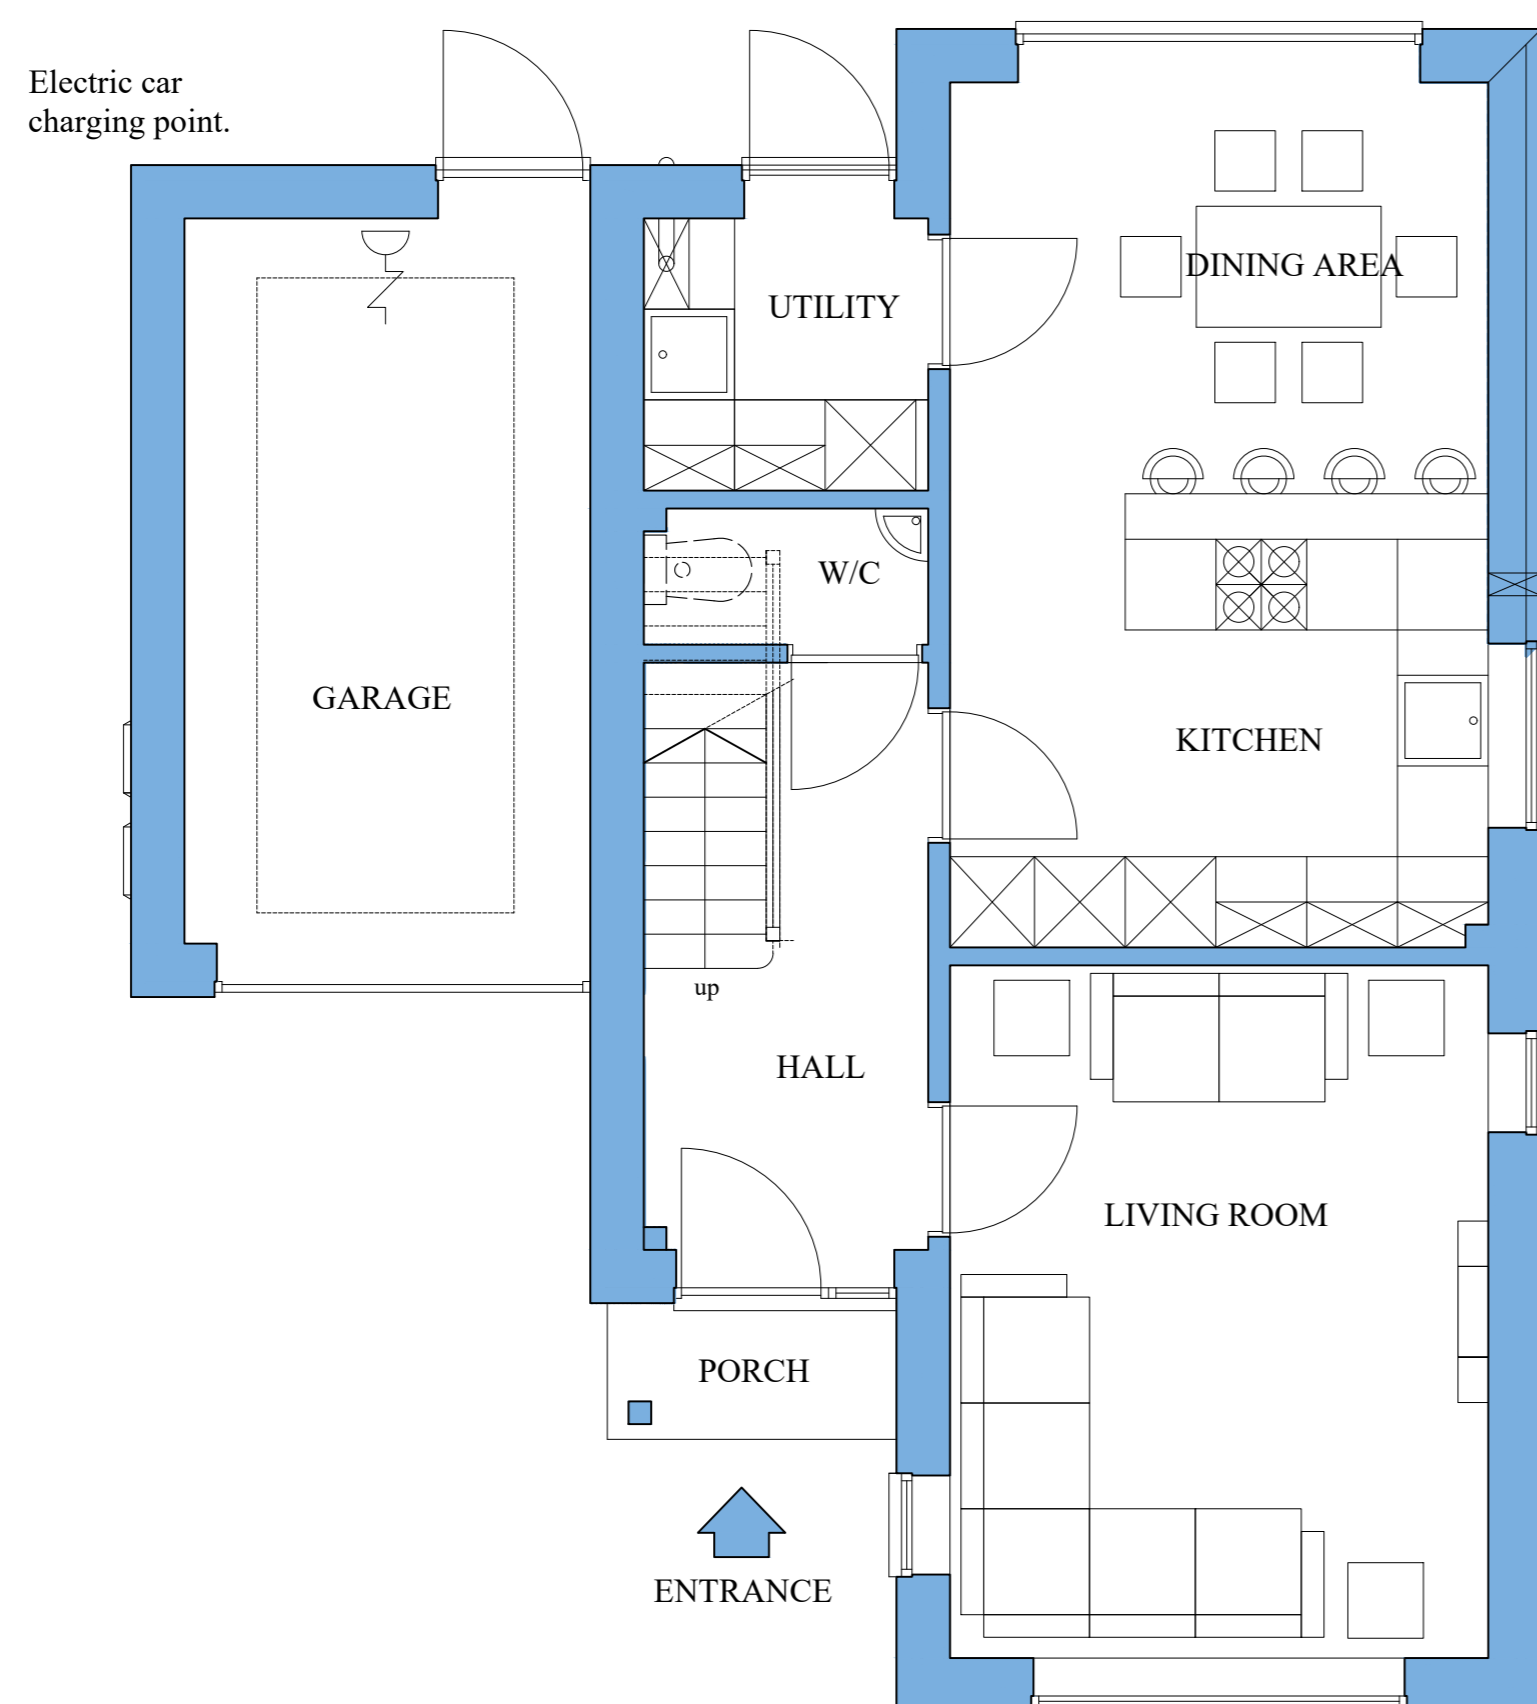 Electric car
charging point.
DINING AREA
UTILITY
W/C
GARAGE
KITCHEN
up
HALL
LIVING ROOM
PORCH
ENTRANCE